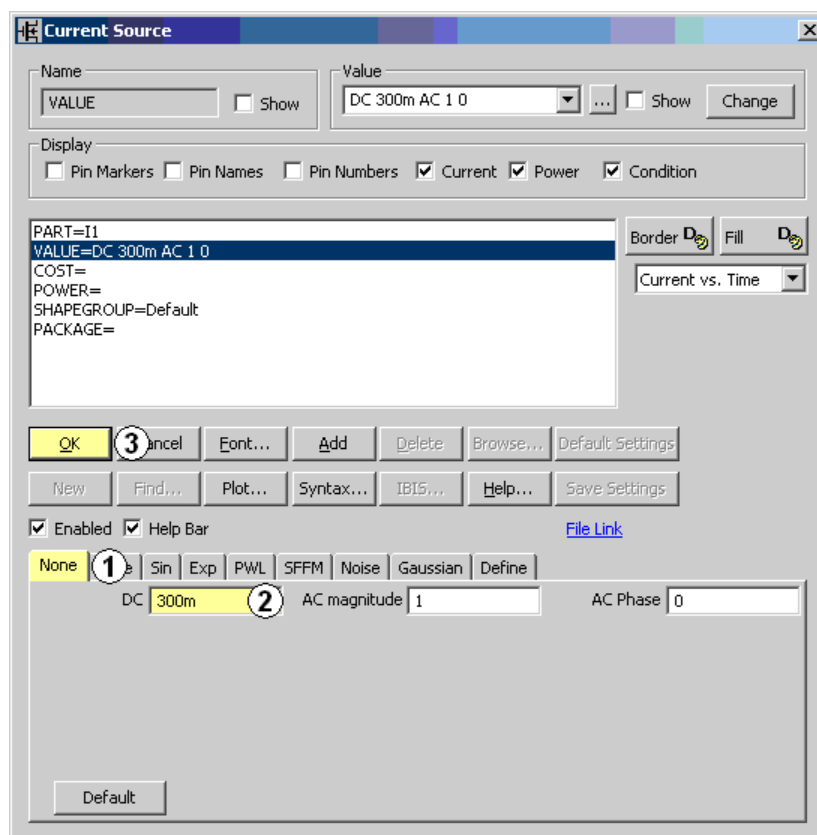 Current Source
Name
Value
VALUE
Show
DC 300m AC 1 0
...
Show
Change
Display
Pin Markers Pin Names Pin Numbers Current Power Condition
PART=I1
VALUE=DC 300m AC 1 0
COST=
POWER=
SHAPEGROUP=Default
PACKAGE=
Border
Fill
Current vs. Time
OK 3 ancel Font... Add Delete Browse... Default Settings
New Find... Plot... Syntax... IBIS... Help... Save Settings
Enabled Help Bar File Link
None 1 e Sin Exp PWL SFFM Noise Gaussian Define
DC 300m 2 AC magnitude 1 AC Phase 0
Default